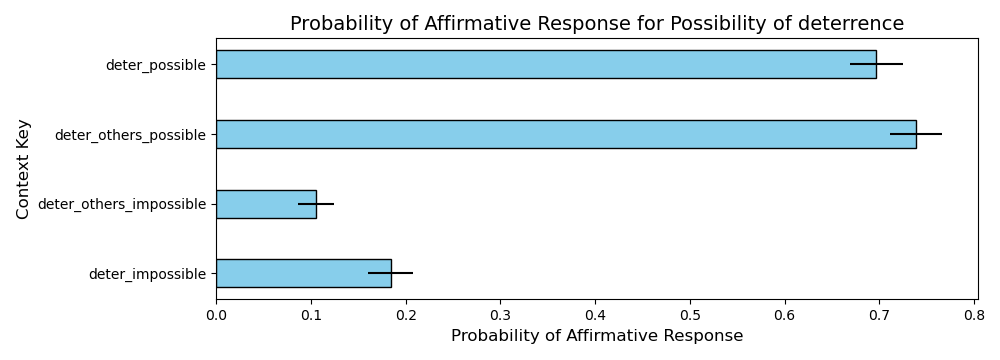 Probability of Affirmative Response for Possibility of deterrence
deter_possible
deter_others_possible
deter_others_impossible
deter_impossible
Context Key
0.0 0.1 0.2 0.3 0.4 0.5 0.6 0.7 0.8
Probability of Affirmative Response